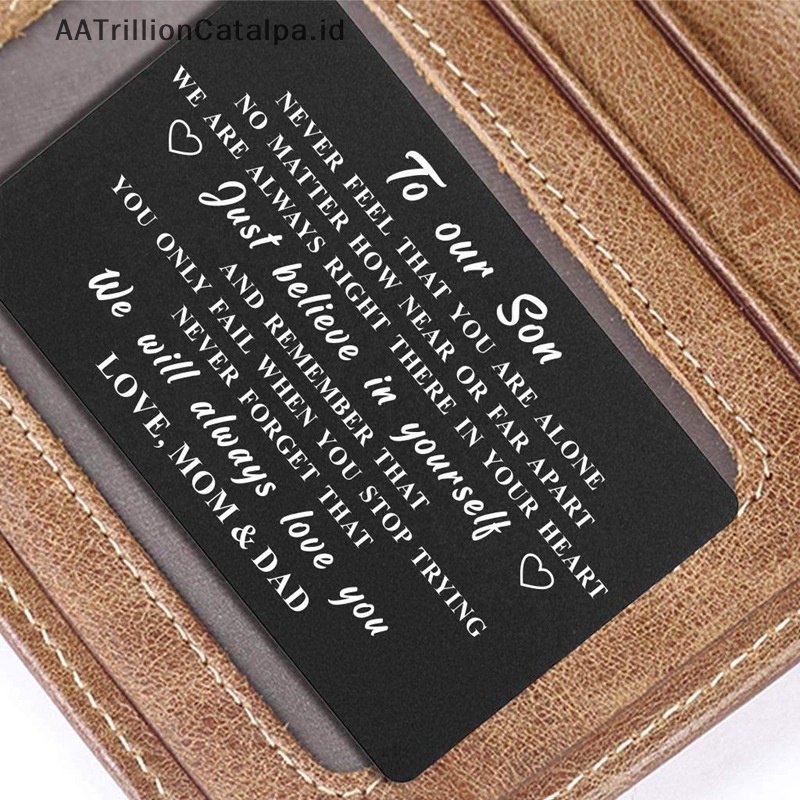 AATrillionCatalpa.id
To our Son
NEVER FEEL THAT YOU ARE ALONE
NO MATTER HOW NEAR OR FAR APART
WE ARE ALWAYS RIGHT THERE IN YOUR HEART
Just believe in yourself
AND REMEMBER THAT
YOU ONLY FAIL WHEN YOU STOP TRYING
NEVER FORGET THAT
We will always love you
LOVE, MOM & DAD